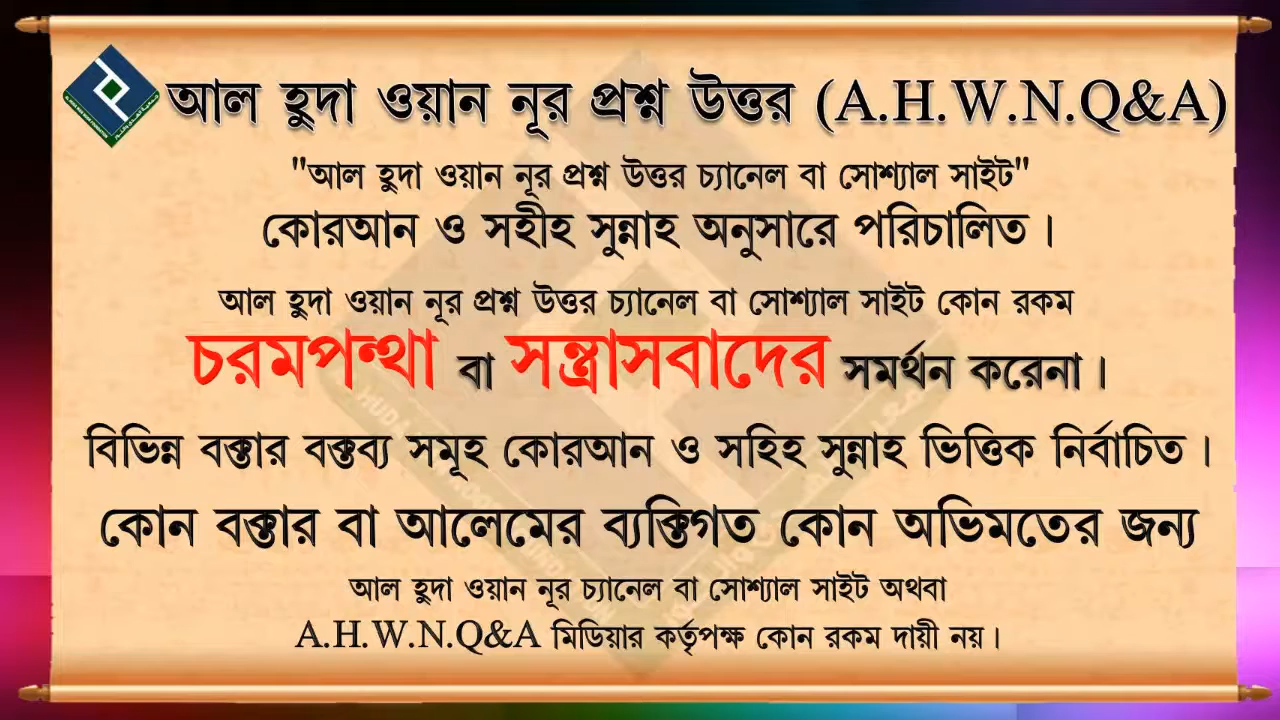 আল হুদা ওয়ান নূর প্রশ্ন উত্তর (A.H.W.N.Q&A)
"আল হুদা ওয়ান নূর প্রশ্ন উত্তর চ্যানেল বা সোশ্যাল সাইট"
কোরআন ও সহীহ সুন্নাহ অনুসারে পরিচালিত।
আল হুদা ওয়ান নূর প্রশ্ন উত্তর চ্যানেল বা সোশ্যাল সাইট কোন রকম
চরমপন্থা বা সন্ত্রাসবাদের সমর্থন করেনা।
বিভিন্ন বক্তার বক্তব্য সমূহ কোরআন ও সহিহ সুন্নাহ ভিত্তিক নির্বাচিত।
কোন বক্তার বা আলেমের ব্যক্তিগত কোন অভিমতের জন্য
আল হুদা ওয়ান নূর চ্যানেল বা সোশ্যাল সাইট অথবা
A.H.W.N.Q&A মিডিয়ার কর্তৃপক্ষ কোন রকম দায়ী নয়।